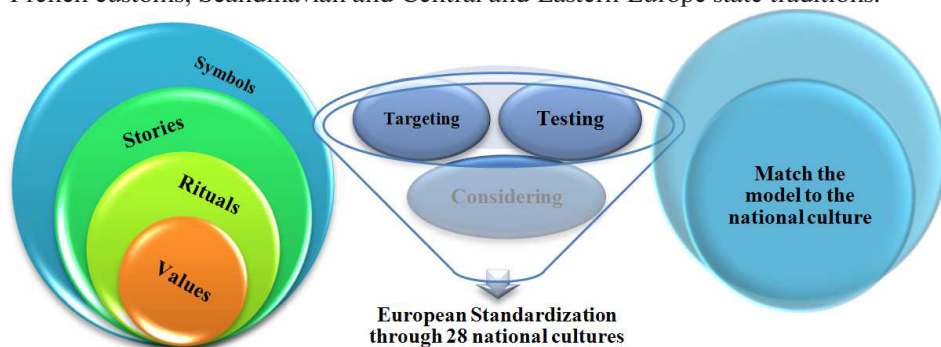 French customs, Scandinavian and Central and Eastern Europe state traditions.
Symbols
Stories
Rituals
Values
Targeting
Testing
Considering
European Standardization
through 28 national cultures
Match the
model to the
national culture